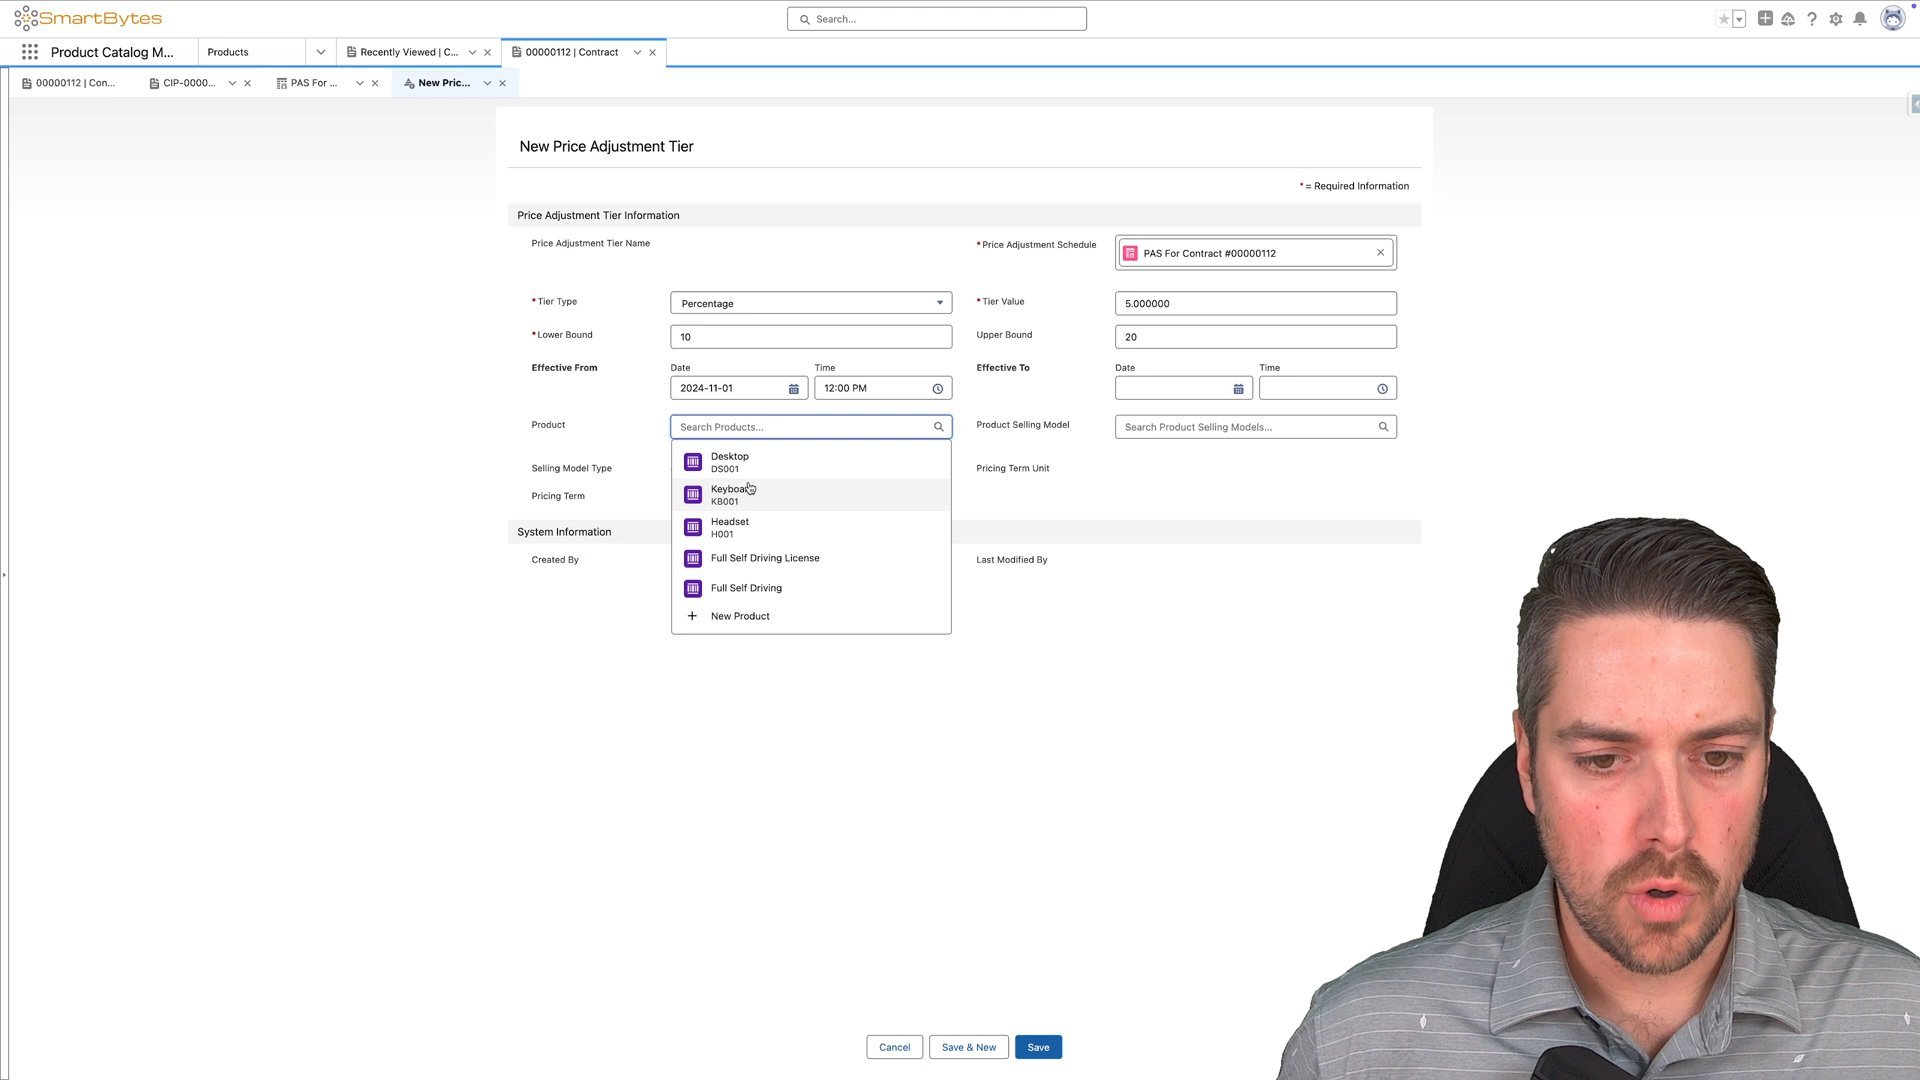 SmartBytes
Search...
Product Catalog M...
Products
Recently Viewed | C...
00000112 | Contract
00000112 | Con...
CIP-0000...
PAS For ...
New Pric...
New Price Adjustment Tier
* = Required Information
Price Adjustment Tier Information
Price Adjustment Tier Name
* Price Adjustment Schedule
PAS For Contract #00000112
* Tier Type
Percentage
* Tier Value
5.000000
* Lower Bound
10
Upper Bound
20
Effective From
Date
Time
2024-11-01
12:00 PM
Effective To
Date
Time
Product
Search Products...
Product Selling Model
Search Product Selling Models...
Desktop
DS001
Selling Model Type
Pricing Term Unit
KB001
Pricing Term
Headset
H001
System Information
Full Self Driving License
Created By
Last Modified By
Full Self Driving
New Product
Cancel
Save & New
Save